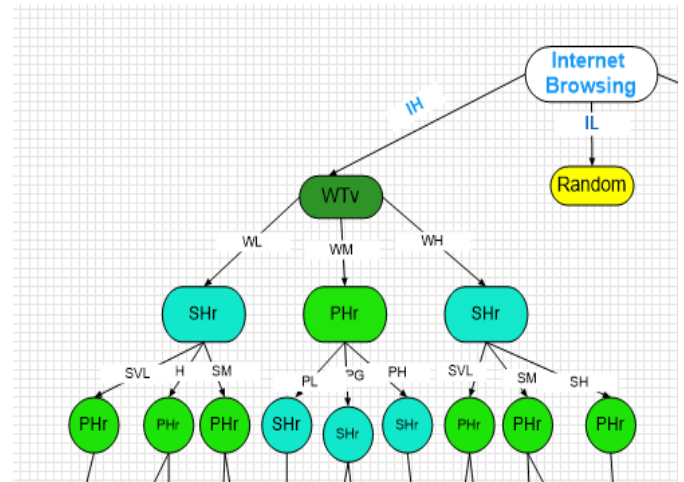 Internet
Browsing
IH
IL
WTv
Random
WL
WM
WH
SHr
PHr
SHr
SVL
H
SM
PL
PG
PH
SVL
SM
SH
PHr
PHr
PHr
SHr
SHr
SHr
PHr
PHr
PHr